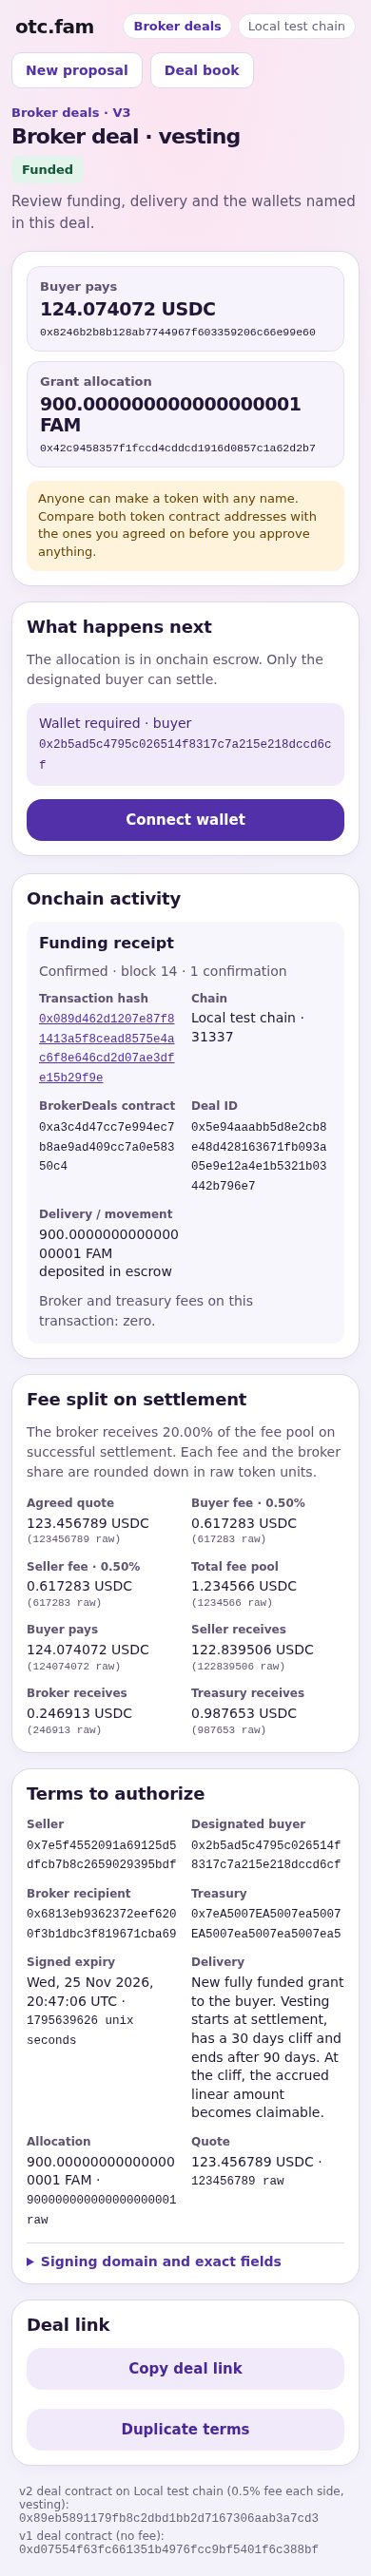 otc.fam
Broker deals
Local test chain
New proposal
Deal book
Broker deals · V3
Broker deal · vesting
Funded
Review funding, delivery and the wallets named
in this deal.
Buyer pays
124.074072 USDC
0x8246b2b8b128ab7744967f603359206c66e99e60
Grant allocation
900.000000000000000001
FAM
0x42c9458357f1fccd4cddcd1916d0857c1a62d2b7
Anyone can make a token with any name.
Compare both token contract addresses with
the ones you agreed on before you approve
anything.
What happens next
The allocation is in onchain escrow. Only the
designated buyer can settle.
Wallet required · buyer
0x2b5ad5c4795c026514f8317c7a215e218dccd6c
f
Connect wallet
Onchain activity
Funding receipt
Confirmed · block 14 · 1 confirmation
Transaction hash
0x089d462d1207e87f8
1413a5f8cead8575e4a
c6f8e646cd2d07ae3df
e15b29f9e
Chain
Local test chain ·
31337
BrokerDeals contract
0xa3c4d47cc7e994ec7
b8ae9ad409cc7a0e583
50c4
Deal ID
0x5e94aaabb5d8e2cb8
e48d428163671fb093a
05e9e12a4e1b5321b03
442b796e7
Delivery / movement
900.0000000000000
00001 FAM
deposited in escrow
Broker and treasury fees on this
transaction: zero.
Fee split on settlement
The broker receives 20.00% of the fee pool on
successful settlement. Each fee and the broker
share are rounded down in raw token units.
Agreed quote
123.456789 USDC
(123456789 raw)
Buyer fee · 0.50%
0.617283 USDC
(617283 raw)
Seller fee · 0.50%
0.617283 USDC
(617283 raw)
Total fee pool
1.234566 USDC
(1234566 raw)
Buyer pays
124.074072 USDC
(124074072 raw)
Seller receives
122.839506 USDC
(122839506 raw)
Broker receives
0.246913 USDC
(246913 raw)
Treasury receives
0.987653 USDC
(987653 raw)
Terms to authorize
Seller
0x7e5f4552091a69125d5
dfcb7b8c2659029395bdf
Designated buyer
0x2b5ad5c4795c026514f
8317c7a215e218dccd6cf
Broker recipient
0x6813eb9362372eef620
0f3b1dbc3f819671cba69
Treasury
0x7eA5007EA5007ea5007
EA5007ea5007ea5007ea5
Signed expiry
Wed, 25 Nov 2026,
20:47:06 UTC ·
1795639626 unix
seconds
Delivery
New fully funded grant
to the buyer. Vesting
starts at settlement,
has a 30 days cliff and
ends after 90 days. At
the cliff, the accrued
linear amount
becomes claimable.
Allocation
900.00000000000000
0001 FAM ·
900000000000000000001
raw
Quote
123.456789 USDC ·
123456789 raw
▶ Signing domain and exact fields
Deal link
Copy deal link
Duplicate terms
v2 deal contract on Local test chain (0.5% fee each side,
vesting):
0x89eb5891179fb8c2dbd1bb2d7167306aab3a7cd3
v1 deal contract (no fee):
0xd07554f63fc661351b4976fcc9bf5401f6c388bf